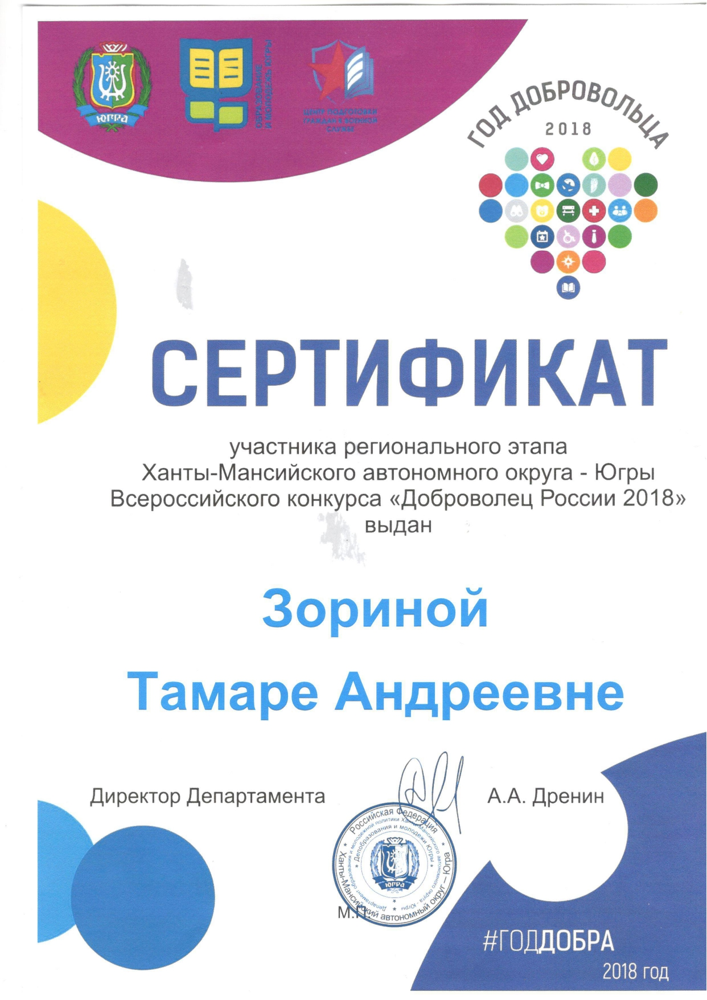 ЮГРА
ОБРАЗОВАНИЕ
И МОЛОДЕЖЬ ЮГРЫ
ЦЕНТР ПОДГОТОВКИ
ГРАЖДАН К ВОЕННОЙ
СЛУЖБЕ
ГОД ДОБРОВОЛЬЦА
2018
СЕРТИФИКАТ
участника регионального этапа
Ханты-Мансийского автономного округа - Югры
Всероссийского конкурса «Доброволец России 2018»
выдан
Зориной
Тамаре Андреевне
Директор Департамента
А.А. Дренин
Российская Федерация
Ханты-Мансийский автономный округ – Югра
Департамент образования и молодежной политики Ханты-Мансийского автономного округа - Югры
Депобразования и молодежи Югры
ЮГРА
М.П.
#ГОДДОБРА
2018 год